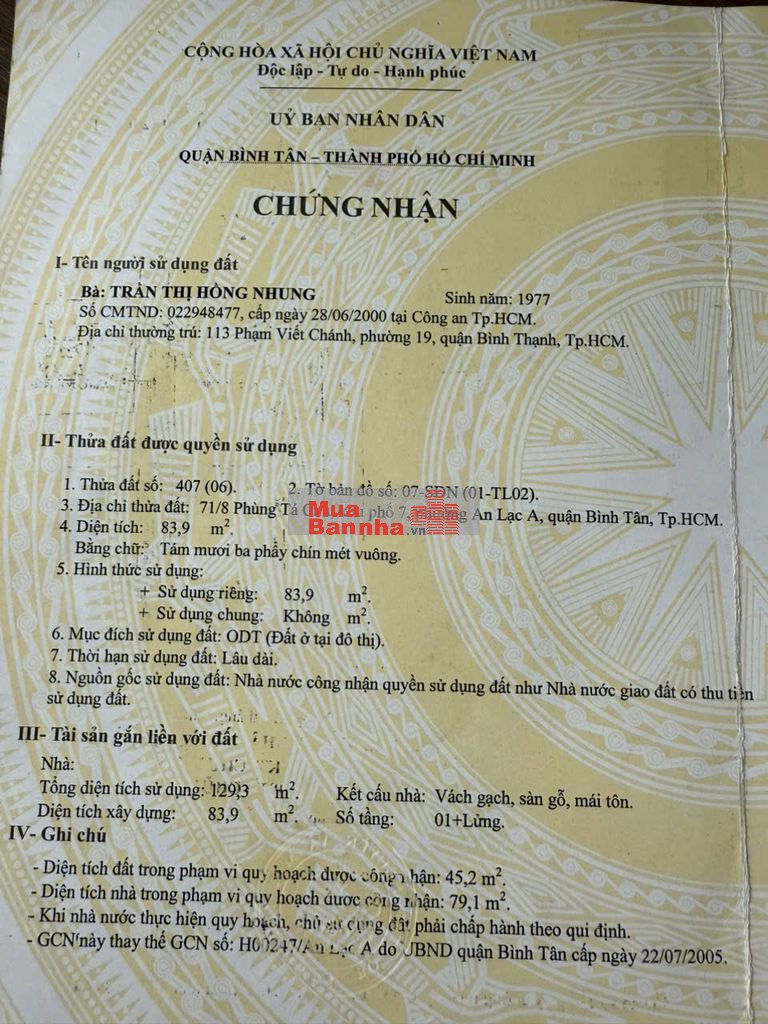 CỘNG HÒA XÃ HỘI CHỦ NGHĨA VIỆT NAM
Độc lập - Tự do - Hạnh phúc
UỶ BAN NHÂN DÂN
QUẬN BÌNH TÂN – THÀNH PHỐ HỒ CHÍ MINH
CHỨNG NHẬN
I- Tên người sử dụng đất
Bà: TRẦN THỊ HỒNG NHUNG Sinh năm: 1977
Số CMTND: 022948477, cấp ngày 28/06/2000 tại Công an Tp.HCM.
Địa chỉ thường trú: 113 Phạm Viết Chánh, phường 19, quận Bình Thạnh, Tp.HCM.
II- Thửa đất được quyền sử dụng
1. Thửa đất số: 407 (06). 2. Tờ bản đồ số: 07-SĐN (01-TL02).
3. Địa chỉ thửa đất: 71/8 Phùng Tá phố 7, phường An Lạc A, quận Bình Tân, Tp.HCM.
Mua
Bannha.vn
4. Diện tích: 83,9 m².
Bằng chữ: Tám mươi ba phẩy chín mét vuông.
5. Hình thức sử dụng:
+ Sử dụng riêng: 83,9 m².
+ Sử dụng chung: Không m².
6. Mục đích sử dụng đất: ODT (Đất ở tại đô thị).
7. Thời hạn sử dụng đất: Lâu dài.
8. Nguồn gốc sử dụng đất: Nhà nước công nhận quyền sử dụng đất như Nhà nước giao đất có thu tiền
sử dụng đất.
III- Tài sản gắn liền với đất
Nhà:
Tổng diện tích sử dụng: 129,3 m². Kết cấu nhà: Vách gạch, sàn gỗ, mái tôn.
Diện tích xây dựng: 83,9 m². Số tầng: 01+Lửng.
IV- Ghi chú
- Diện tích đất trong phạm vi quy hoạch được công nhận: 45,2 m².
- Diện tích nhà trong phạm vi quy hoạch được công nhận: 79,1 m².
- Khi nhà nước thực hiện quy hoạch, chủ sử dụng đất phải chấp hành theo qui định.
- GCN này thay thế GCN số: H00247/An Lạc A do UBND quận Bình Tân cấp ngày 22/07/2005.